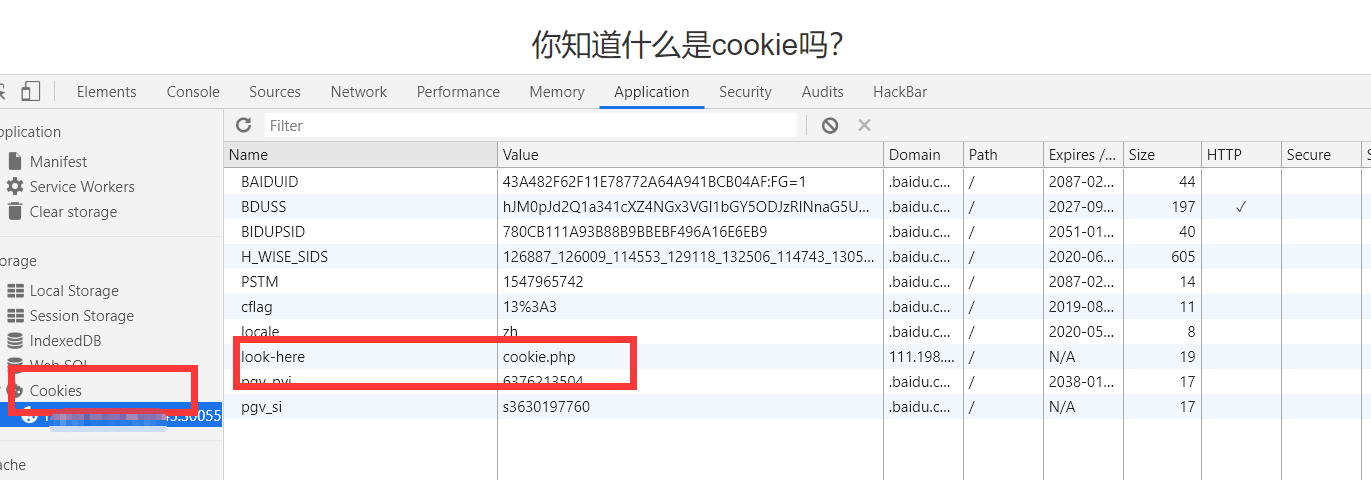 你知道什么是cookie吗?
Elements Console Sources Network Performance Memory Application Security Audits HackBar
pplication
Manifest
Service Workers
Clear storage
orage
Local Storage
Session Storage
IndexedDB
Web SQL
Cookies
30055
ache
Filter
Name Value Domain Path Expires /... Size HTTP Secure
BAIDUID 43A482F62F11E78772A64A941BCB04AF:FG=1 .baidu.c... / 2087-02... 44
BDUSS hJM0pJd2Q1a341cXZ4NGx3VGI1bGY5ODJzRINnaG5U... .baidu.c... / 2027-09... 197 ✓
BIDUPSID 780CB111A93B88B9BBEBF496A16E6EB9 .baidu.c... / 2051-01... 40
H_WISE_SIDS 126887_126009_114553_129118_132506_114743_1305... .baidu.c... / 2020-06... 605
PSTM 1547965742 .baidu.c... / 2087-02... 14
cflag 13%3A3 .baidu.c... / 2019-08... 11
locale zh .baidu.c... / 2020-05... 8
look-here cookie.php 111.198.... / N/A 19
pgv_pvi 6376213504 .baidu.c... / 2038-01... 17
pgv_si s3630197760 .baidu.c... / N/A 17